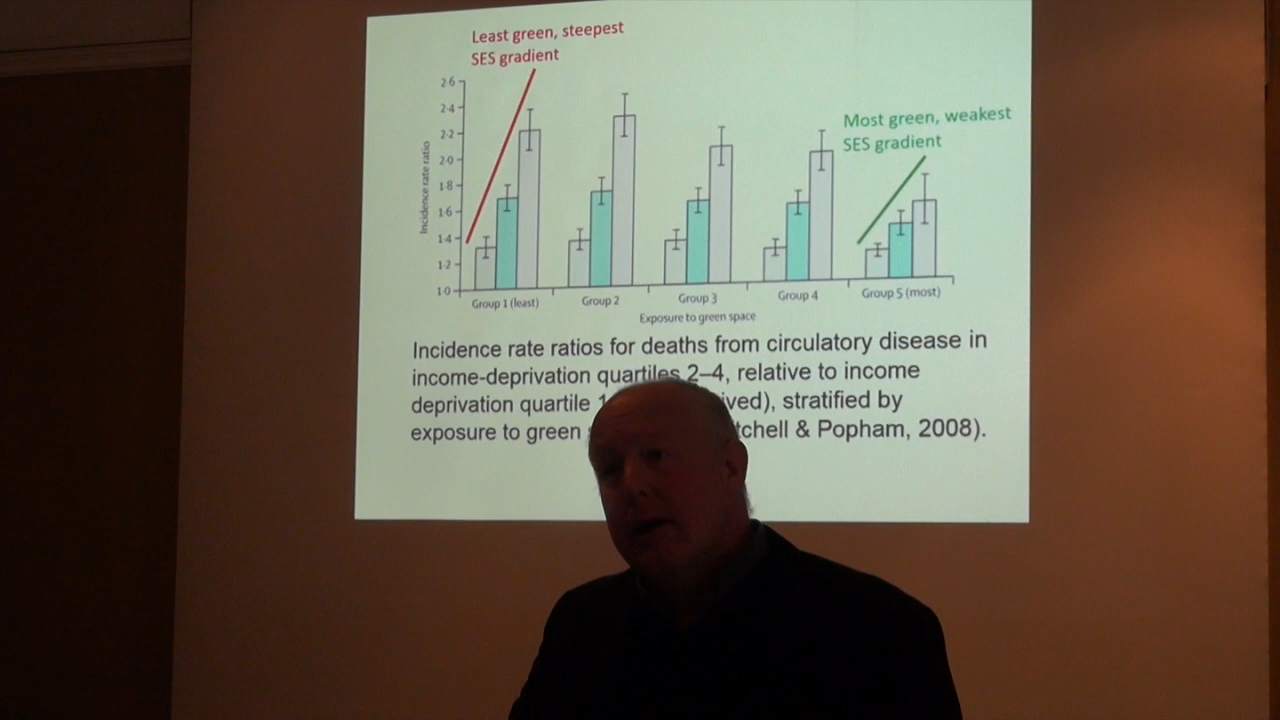 Least green, steepest
SES gradient
Most green, weakest
SES gradient
Incidence rate ratio
2·6
2·4
2·2
2·0
1·8
1·6
1·4
1·2
1·0
Group 1 (least)
Group 2
Group 3
Group 4
Group 5 (most)
Exposure to green space
Incidence rate ratios for deaths from circulatory disease in
income-deprivation quartiles 2–4, relative to income
deprivation quartile 1 stratified by
exposure to green & Popham, 2008).